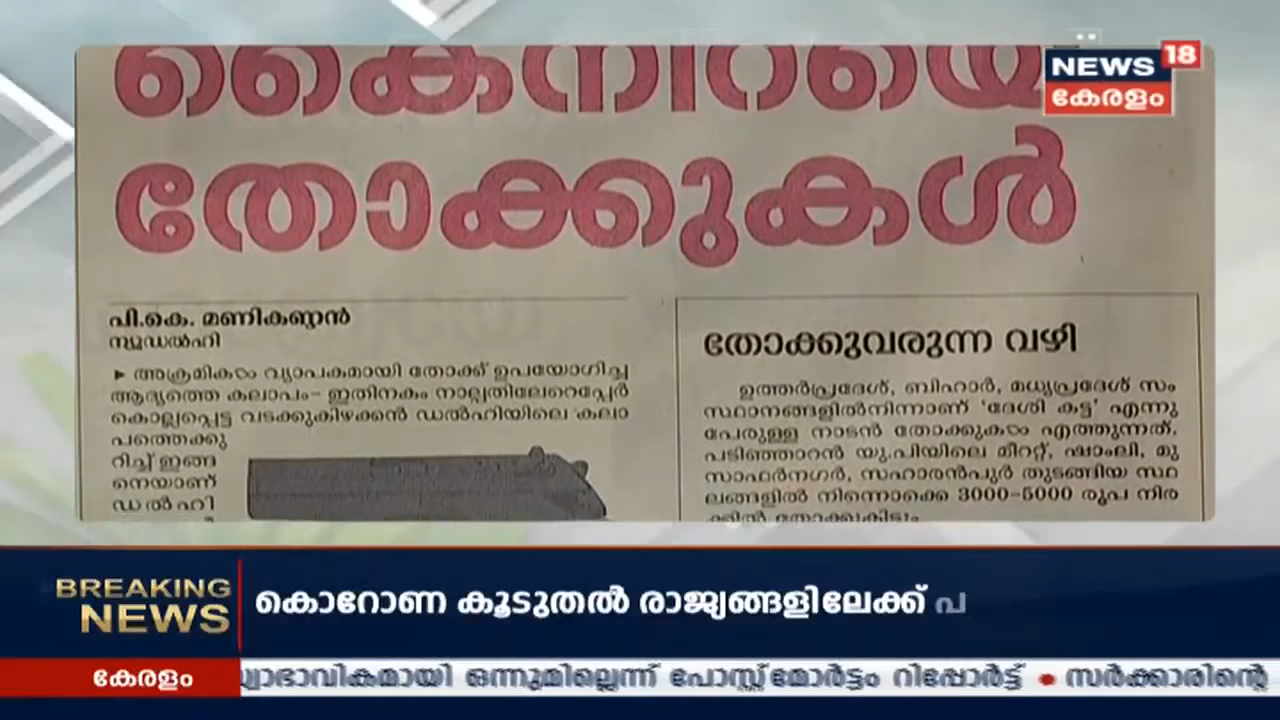 കൈനിറയെ
NEWS 18
കേരളം
തോക്കുകൾ
പി.കെ. മണികണ്ഠൻ
ന്യൂഡൽഹി
▸ അക്രമികൾ വ്യാപകമായി തോക്ക് ഉപയോഗിച്ച
ആദ്യത്തെ കലാപം- ഇതിനകം നാല്പതിലേറെപ്പേർ
കൊല്ലപ്പെട്ട വടക്കുകിഴക്കൻ ഡൽഹിയിലെ കലാ
പത്തെക്കു
റിച്ച് ഇങ്ങ
നെയാണ്
ഡൽഹി
തോക്കുവരുന്ന വഴി
ഉത്തർപ്രദേശ്, ബിഹാർ, മധ്യപ്രദേശ് സം
സ്ഥാനങ്ങളിൽനിന്നാണ് 'ദേശി കട്ട' എന്നു
പേരുള്ള നാടൻ തോക്കുകൾ എത്തുന്നത്.
പടിഞ്ഞാറൻ യു.പിയിലെ മീററ്റ്, ഷാംലി, മു
സാഫർനഗർ, സഹാരൻപുർ തുടങ്ങിയ സ്ഥ
ലങ്ങളിൽ നിന്നൊക്കെ 3000-5000 രൂപ നിര
ക്കിൽ തോക്കുകിട്ടും.
BREAKING
NEWS
കൊറോണ കൂടുതൽ രാജ്യങ്ങളിലേക്ക് പ
കേരളം
സ്വാഭാവികമായി ഒന്നുമില്ലെന്ന് പോസ്റ്റ്മോർട്ടം റിപ്പോർട്ട് • സർക്കാരിന്റെ